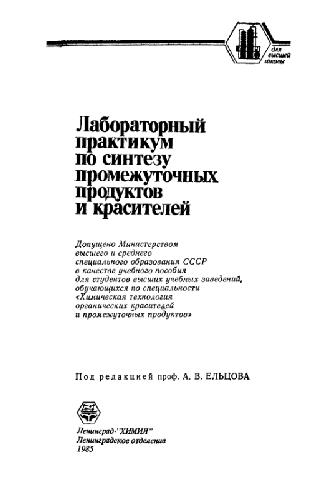 для
высшей
школы
Лабораторный
практикум
по синтезу
промежуточных
продуктов
и красителей
Допущено Министерством
высшего и среднего
специального образования СССР
в качестве учебного пособия
для студентов высших учебных заведений,
обучающихся по специальности
«Химическая технология
органических красителей
и промежуточных продуктов»
Под редакцией проф. А. В. ЕЛЬЦОВА
Ленинград·"ХИМИЯ"
Ленинградское отделение
1985